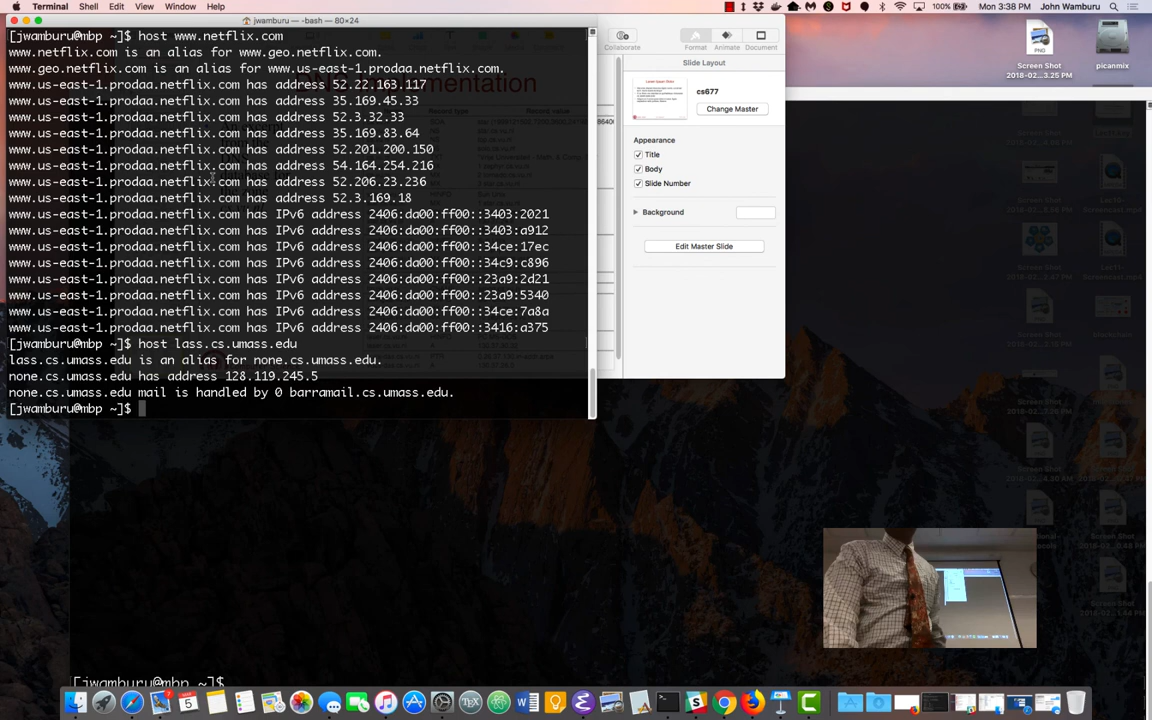 Terminal Shell Edit View Window Help
100% Mon 3:38 PM John Wamburu
jwamburu — -bash — 80×24
[jwamburu@mbp ~]$ host www.netflix.com
www.netflix.com is an alias for www.geo.netflix.com.
www.geo.netflix.com is an alias for www.us-east-1.prodaa.netflix.com.
www.us-east-1.prodaa.netflix.com has address 52.22.163.117
www.us-east-1.prodaa.netflix.com has address 35.169.45.33
www.us-east-1.prodaa.netflix.com has address 52.3.32.33
www.us-east-1.prodaa.netflix.com has address 35.169.83.64
www.us-east-1.prodaa.netflix.com has address 52.201.200.150
www.us-east-1.prodaa.netflix.com has address 54.164.254.216
www.us-east-1.prodaa.netflix.com has address 52.206.23.236
www.us-east-1.prodaa.netflix.com has address 52.3.169.18
www.us-east-1.prodaa.netflix.com has IPv6 address 2406:da00:ff00::3403:2021
www.us-east-1.prodaa.netflix.com has IPv6 address 2406:da00:ff00::3403:a912
www.us-east-1.prodaa.netflix.com has IPv6 address 2406:da00:ff00::34ce:17ec
www.us-east-1.prodaa.netflix.com has IPv6 address 2406:da00:ff00::34c9:c896
www.us-east-1.prodaa.netflix.com has IPv6 address 2406:da00:ff00::23a9:2d21
www.us-east-1.prodaa.netflix.com has IPv6 address 2406:da00:ff00::23a9:5340
www.us-east-1.prodaa.netflix.com has IPv6 address 2406:da00:ff00::34ce:7a8a
www.us-east-1.prodaa.netflix.com has IPv6 address 2406:da00:ff00::3416:a375
[jwamburu@mbp ~]$ host lass.cs.umass.edu
lass.cs.umass.edu is an alias for none.cs.umass.edu.
none.cs.umass.edu has address 128.119.245.5
none.cs.umass.edu mail is handled by 0 barramail.cs.umass.edu.
[jwamburu@mbp ~]$
Collaborate Format Animate Document
Slide Layout
cs677
Change Master
Appearance
Title
Body
Slide Number
Background
Edit Master Slide
Screen Shot
2018-02...3.25 PM
picanmix
[jwamburu@mbp ~]$